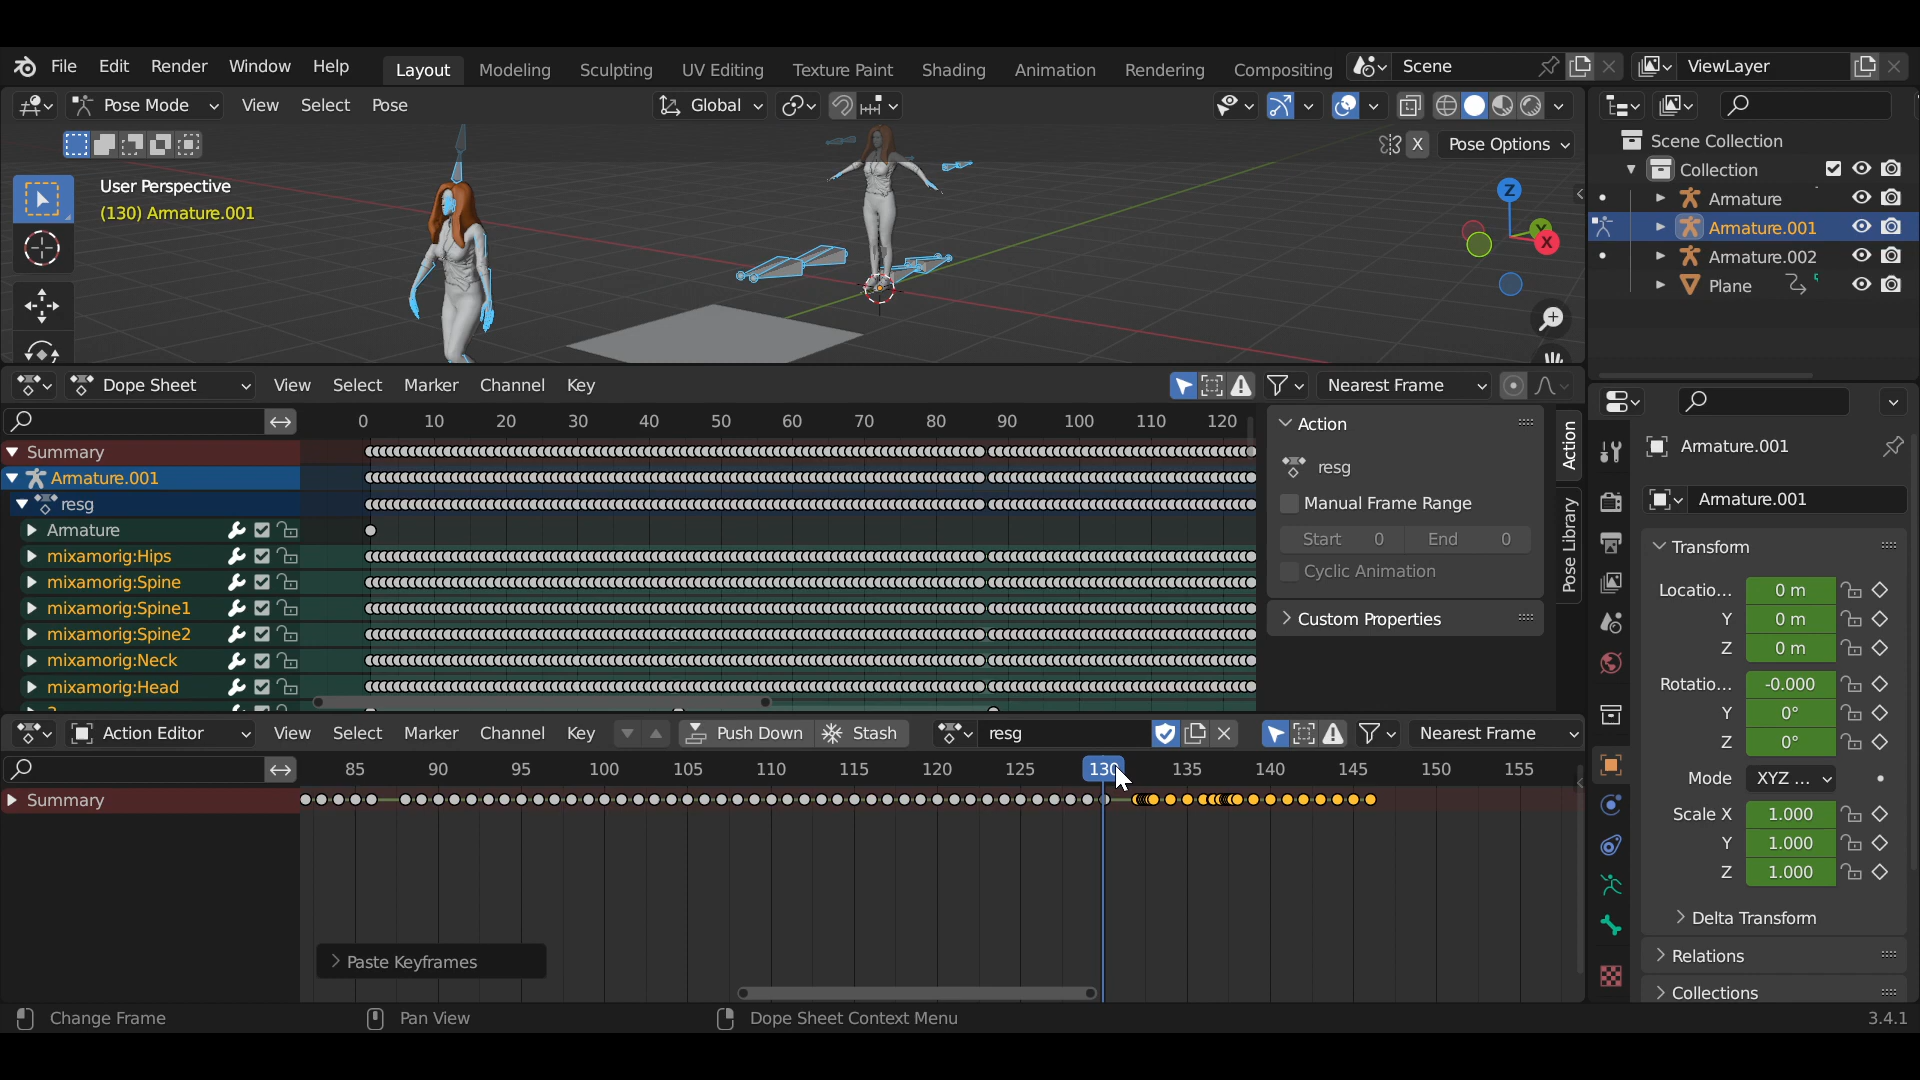 File Edit Render Window Help Layout Modeling Sculpting UV Editing Texture Paint Shading Animation Rendering Compositing Scene ViewLayer
Pose Mode View Select Pose Global
X Pose Options
User Perspective
(130) Armature.001
Z
Y
X
Scene Collection
Collection
Armature
Armature.001
Armature.002
Plane
Dope Sheet View Select Marker Channel Key Nearest Frame
0 10 20 30 40 50 60 70 80 90 100 110 120
Summary
Armature.001
resg
Armature
mixamorig:Hips
mixamorig:Spine
mixamorig:Spine1
mixamorig:Spine2
mixamorig:Neck
mixamorig:Head
Action
resg
Manual Frame Range
Start 0 End 0
Cyclic Animation
Custom Properties
Action
Pose Library
Action Editor View Select Marker Channel Key Push Down Stash resg Nearest Frame
85 90 95 100 105 110 115 120 125 130 135 140 145 150 155
Summary
Paste Keyframes
Armature.001
Armature.001
Transform
Locatio... 0 m
Y 0 m
Z 0 m
Rotatio... -0.000
Y 0°
Z 0°
Mode XYZ ...
Scale X 1.000
Y 1.000
Z 1.000
Delta Transform
Relations
Collections
Change Frame Pan View Dope Sheet Context Menu 3.4.1